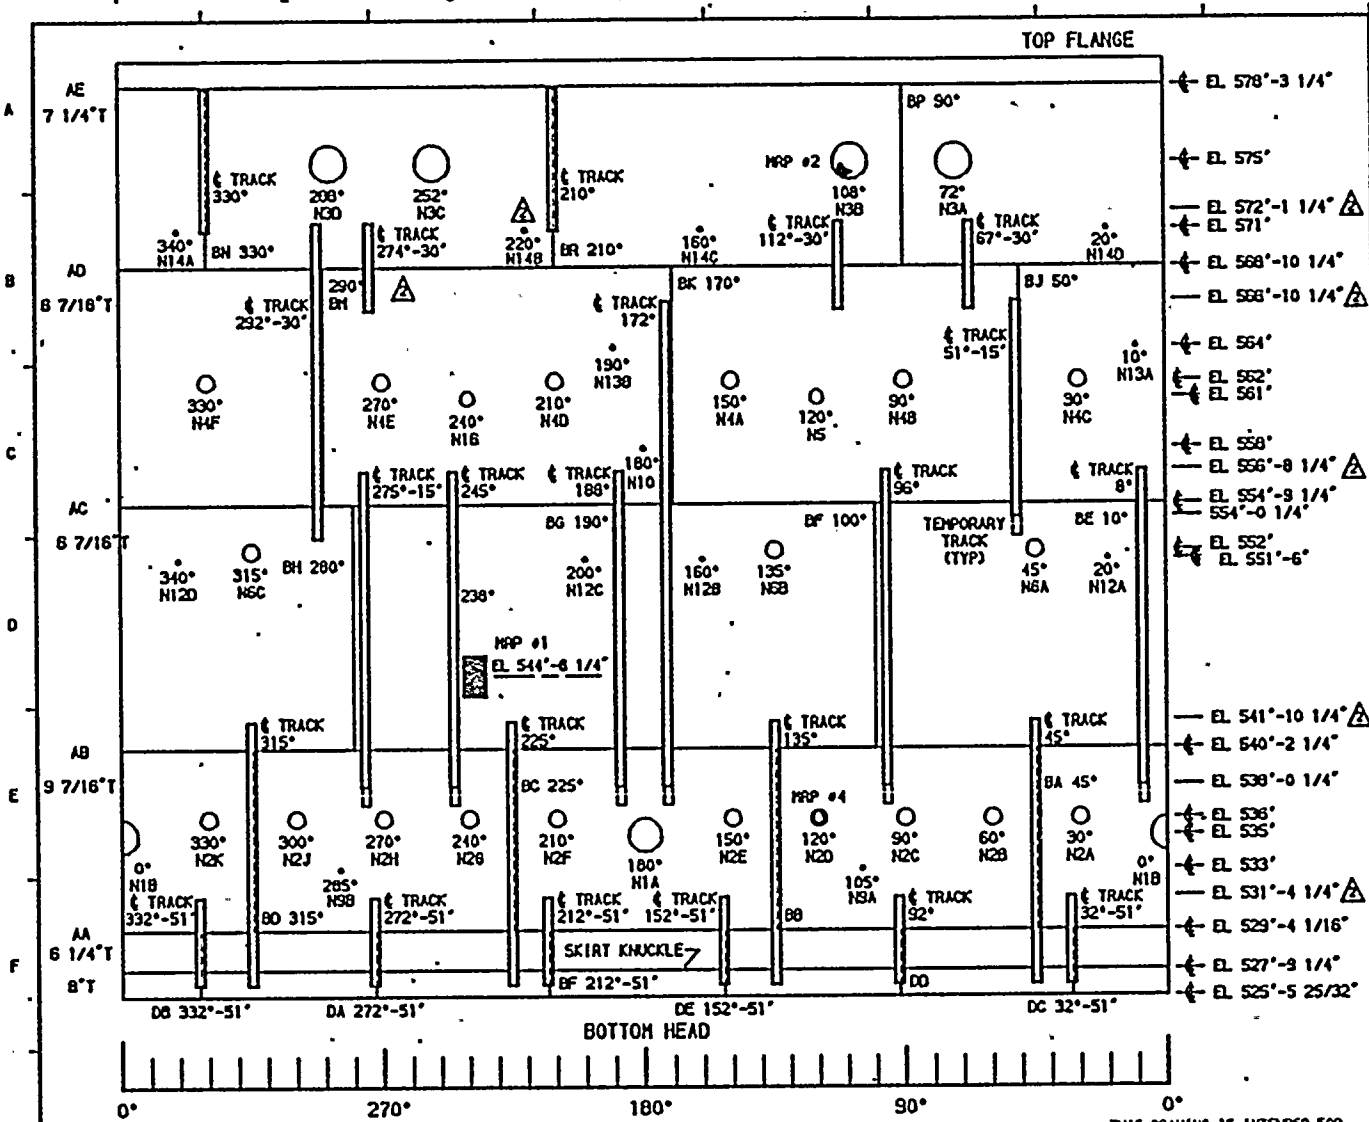 TOP FLANGE
AE
7 1/4"T
A
BP 90°
EL 578'-3 1/4"
EL 575'
MAP #2
℄ TRACK
330°
288°
N3D
252°
N3C
℄ TRACK
210°
108°
N3B
72°
N3A
EL 572'-1 1/4"
2
EL 571'
340°
N14A
BN 330°
℄ TRACK
274°-30'
220°
N14B
2
BR 210°
160°
N14C
℄ TRACK
112°-30'
℄ TRACK
67°-30'
20°
N14D
EL 568'-10 1/4"
B
AD
6 7/16"T
290°
BM
2
BK 170°
BJ 50°
EL 566'-10 1/4"
2
℄ TRACK
292°-30'
℄ TRACK
172°
℄ TRACK
51°-15'
EL 564'
190°
N13B
10°
N13A
EL 562'
EL 561'
330°
N4F
270°
N4E
240°
N16
210°
N4D
150°
N4A
120°
N5
90°
N4B
30°
N4C
EL 558'
C
℄ TRACK
275°-15'
℄ TRACK
245°
℄ TRACK
188°
180°
N10
℄ TRACK
96°
℄ TRACK
8°
EL 556'-8 1/4"
2
AC
6 7/16"T
BG 190°
BF 100°
TEMPORARY
TRACK
(TYP)
BE 10°
EL 554'-9 1/4"
554'-0 1/4"
EL 552'
EL 551'-6"
340°
N12D
315°
N6C
BH 280°
200°
N12C
160°
N12B
135°
N6B
45°
N6A
20°
N12A
D
238°
MAP #1
EL 544'-6 1/4"
℄ TRACK
315°
℄ TRACK
225°
℄ TRACK
135°
℄ TRACK
45°
EL 541'-10 1/4"
2
AB
9 7/16"T
EL 540'-2 1/4"
E
BC 225°
MAP #4
BA 45°
EL 538'-0 1/4"
EL 536'
EL 535'
0°
N1B
330°
N2K
300°
N2J
270°
N2H
240°
N2G
210°
N2F
180°
N1A
150°
N2E
120°
N2D
90°
N2C
60°
N2B
30°
N2A
0°
N1B
EL 533'
285°
N9B
105°
N9A
℄ TRACK
332°-51'
BD 315°
℄ TRACK
272°-51'
℄ TRACK
212°-51'
℄ TRACK
152°-51'
BB
℄ TRACK
92°
℄ TRACK
32°-51'
EL 531'-4 1/4"
2
AA
6 1/4"T
EL 529'-4 1/16"
F
SKIRT KNUCKLE
EL 527'-9 1/4"
8"T
BF 212°-51'
DD
EL 525'-5 25/32"
DB 332°-51'
DA 272°-51'
DE 152°-51'
DC 32°-51'
BOTTOM HEAD
0°
270°
180°
90°
0°